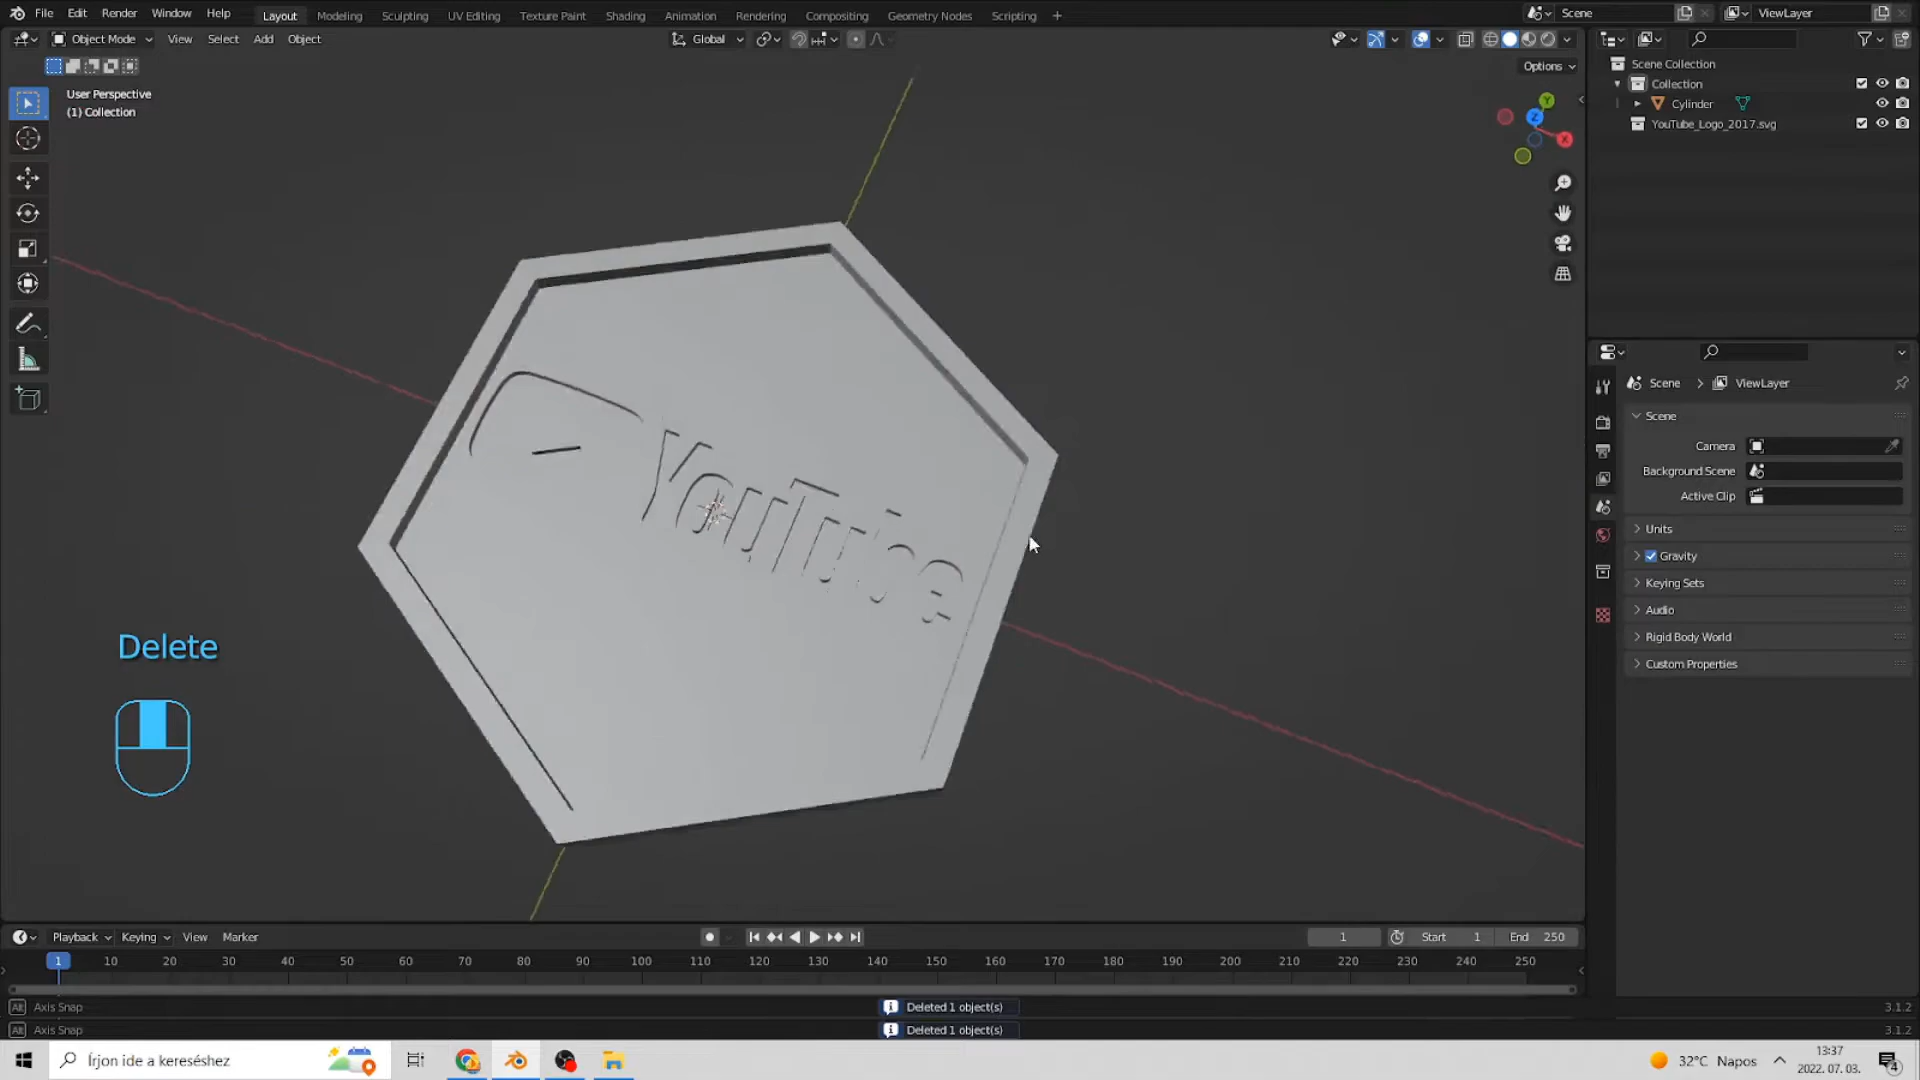 File Edit Render Window Help
Layout Modeling Sculpting UV Editing Texture Paint Shading Animation Rendering Compositing Geometry Nodes Scripting +
Scene
ViewLayer
Object Mode View Select Add Object
Global
Options
User Perspective
(1) Collection
Y
Z
X
YouTube
Delete
Scene Collection
Collection
Cylinder
YouTube_Logo_2017.svg
Scene > ViewLayer
Scene
Camera
Background Scene
Active Clip
Units
Gravity
Keying Sets
Audio
Rigid Body World
Custom Properties
Playback Keying View Marker
1
Start 1 End 250
1 10 20 30 40 50 60 70 80 90 100 110 120 130 140 150 160 170 180 190 200 210 220 230 240 250
Alt Axis Snap
Deleted 1 object(s)
3.1.2
Alt Axis Snap
Deleted 1 object(s)
3.1.2
Írjon ide a kereséshez
32°C Napos
13:37
2022. 07. 03.
4